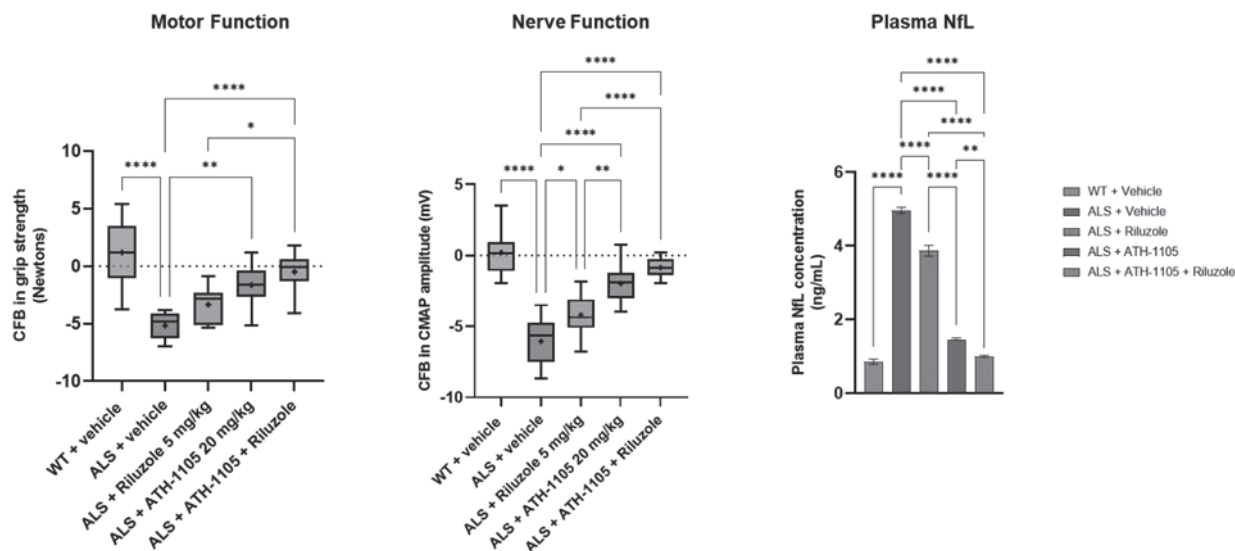 Motor Function
****
*
****
**
CFB in grip strength
(Newtons)
10
5
0
-5
-10
WT + vehicle
ALS + vehicle
ALS + Riluzole 5 mg/kg
ALS + ATH-1105 20 mg/kg
ALS + ATH-1105 + Riluzole
Nerve Function
****
****
****
****
*
**
CFB in CMAP amplitude (mV)
5
0
-5
-10
WT + vehicle
ALS + vehicle
ALS + Riluzole 5 mg/kg
ALS + ATH-1105 20 mg/kg
ALS + ATH-1105 + Riluzole
Plasma NfL
****
****
****
****
**
****
****
Plasma NfL concentration
(ng/mL)
6
4
2
0
WT + Vehicle
ALS + Vehicle
ALS + Riluzole
ALS + ATH-1105
ALS + ATH-1105 + Riluzole